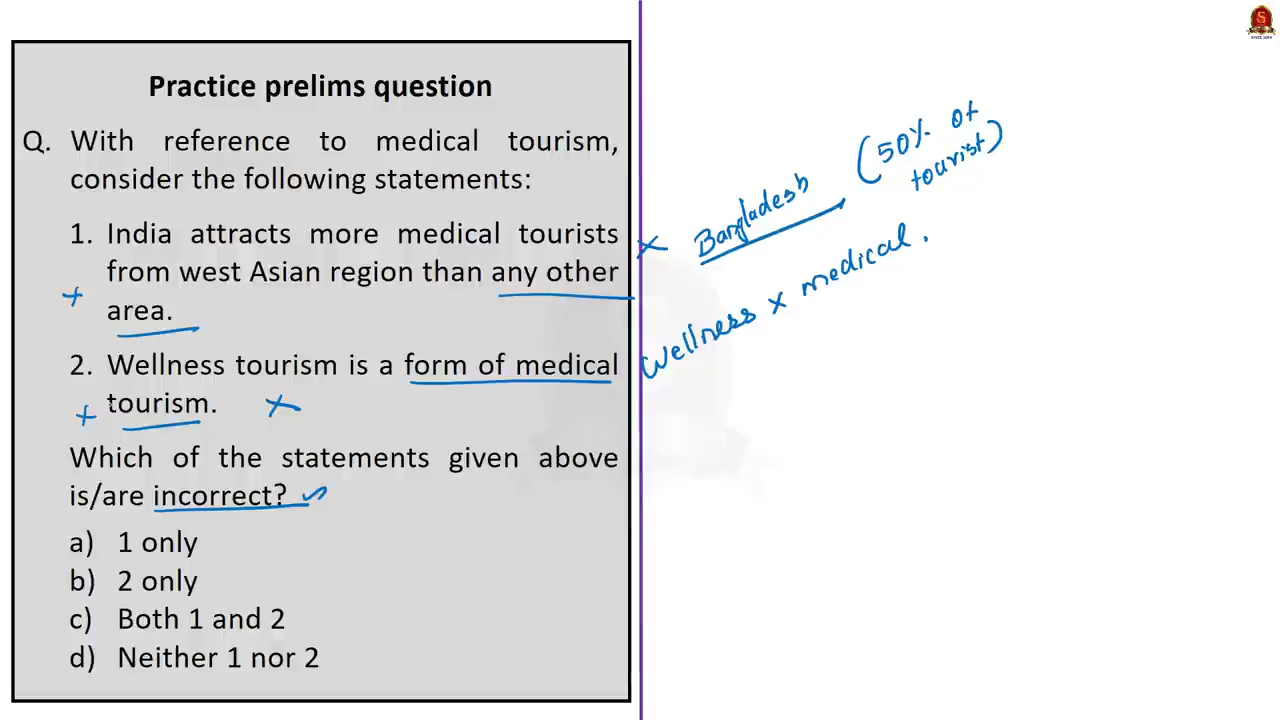 Practice prelims question
Q. With reference to medical tourism,
consider the following statements:
1. India attracts more medical tourists
from west Asian region than any other
area.
2. Wellness tourism is a form of medical
tourism.
Which of the statements given above
is/are incorrect?
a) 1 only
b) 2 only
c) Both 1 and 2
d) Neither 1 nor 2
Bangladesh
(50% of
tourist)
Wellness x medical.
S